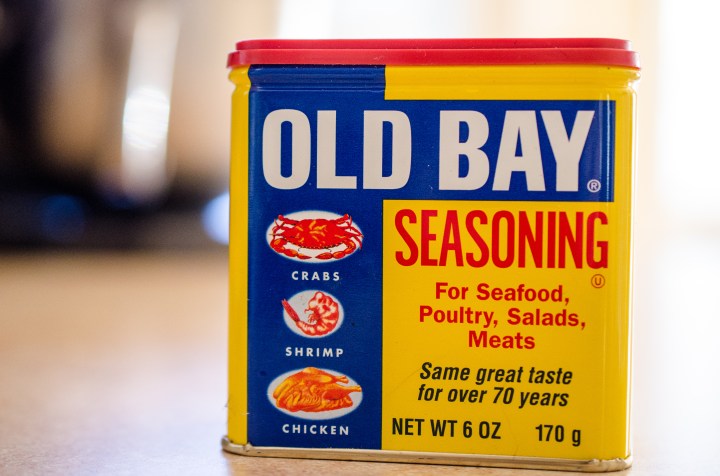 OLD BAY®
SEASONING
U
CRABS
SHRIMP
CHICKEN
For Seafood,
Poultry, Salads,
Meats
Same great taste
for over 70 years
NET WT 6 OZ 170 g